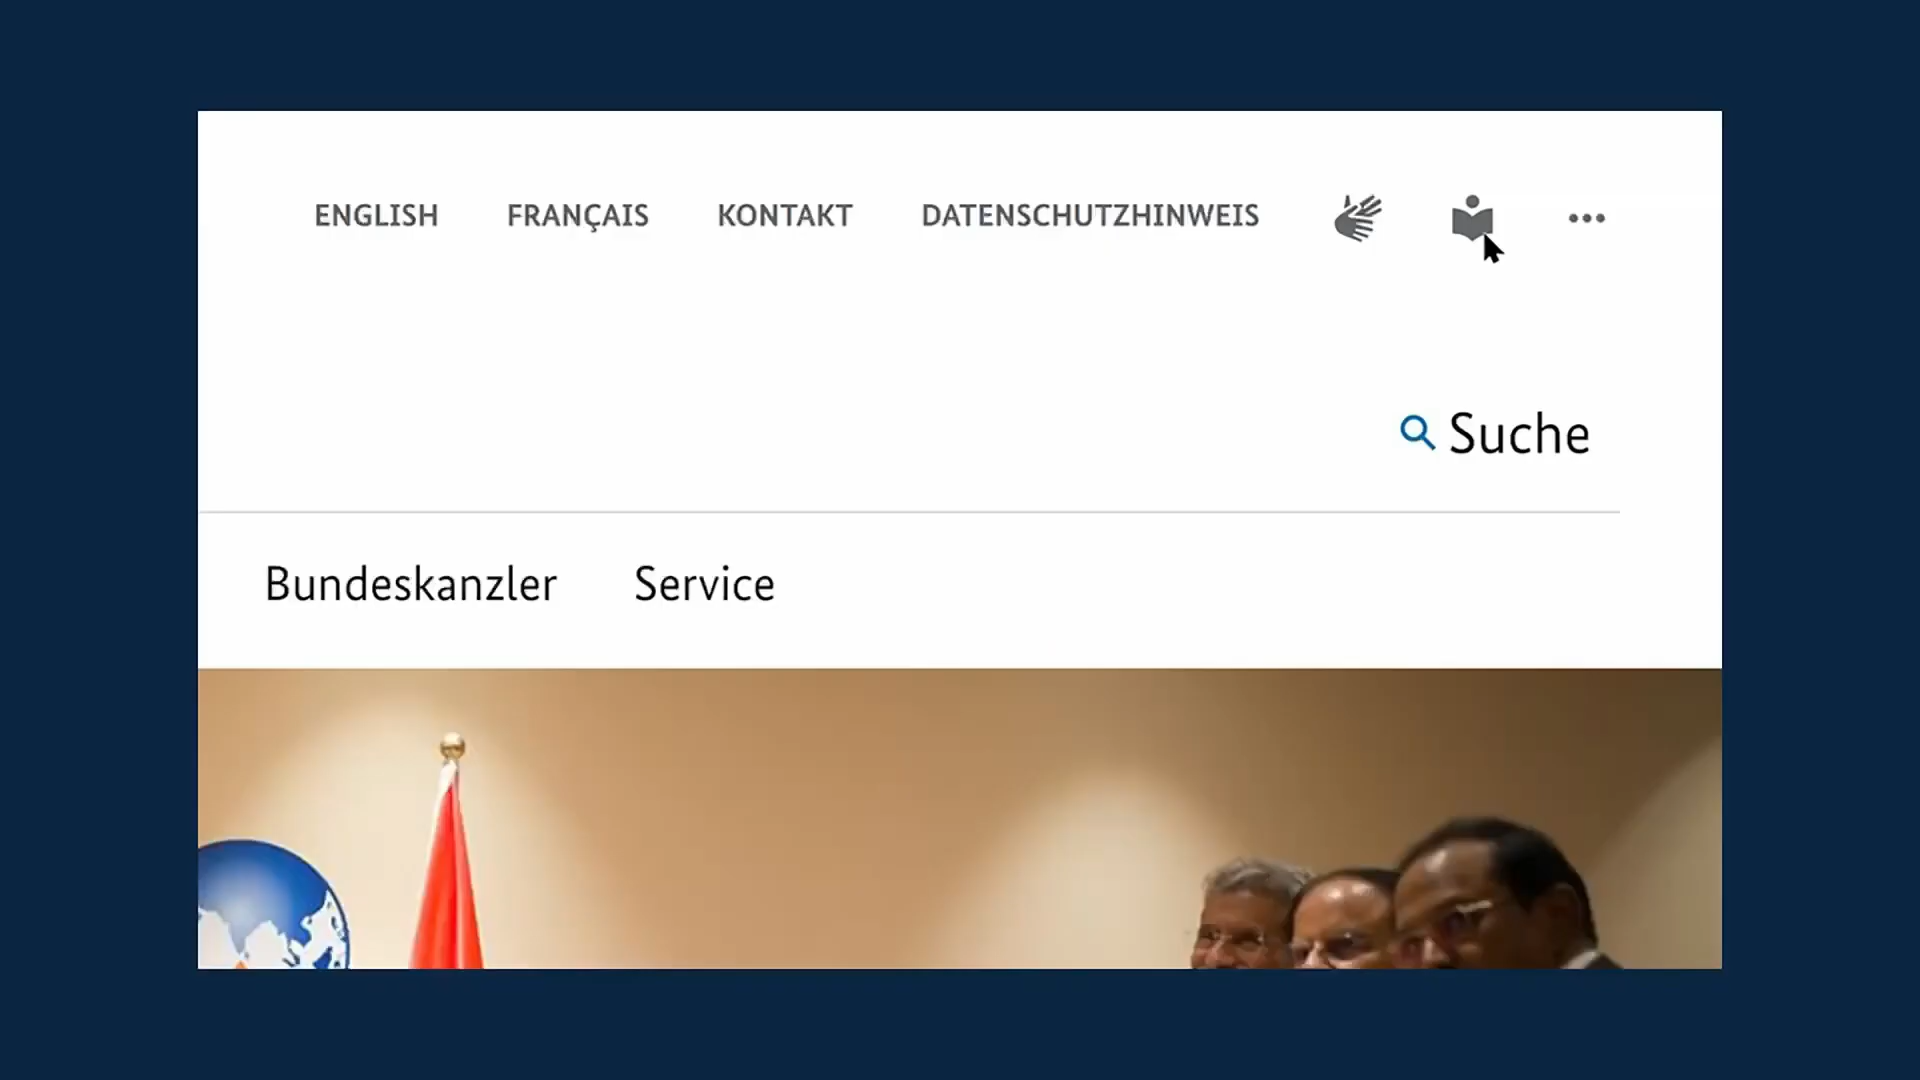 ENGLISH FRANÇAIS KONTAKT DATENSCHUTZHINWEIS
Suche
Bundeskanzler Service